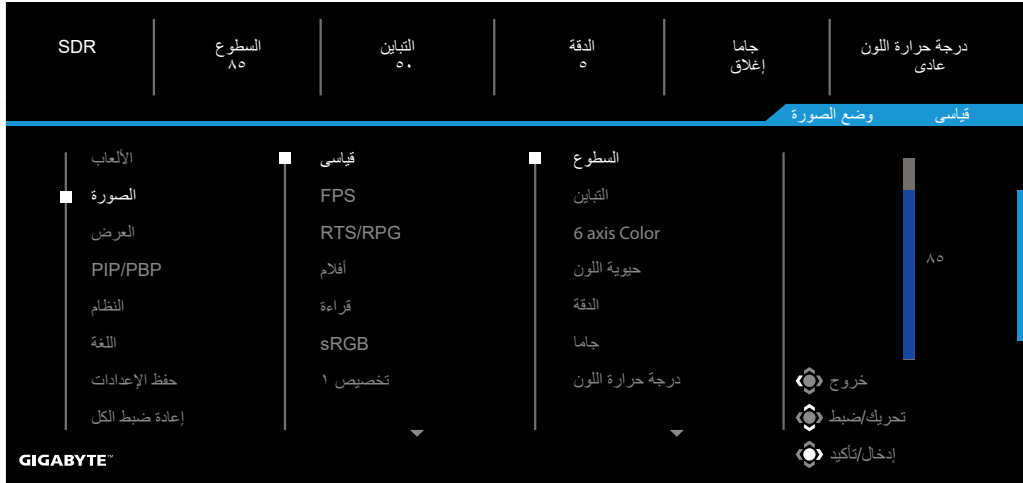 SDR
السطوع
٨٥
التباين
٥٠
الدقة
٥
جاما
إغلاق
درجة حرارة اللون
عادى
وضع الصورة
قياسى
الألعاب
الصورة
العرض
PIP/PBP
النظام
اللغة
حفظ الإعدادات
إعادة ضبط الكل
قياسى
FPS
RTS/RPG
أفلام
قراءة
sRGB
تخصيص ١
السطوع
التباين
6 axis Color
حيوية اللون
الدقة
جاما
درجة حرارة اللون
٨٥
خروج
تحريك/ضبط
إدخال/تأكيد
GIGABYTE™